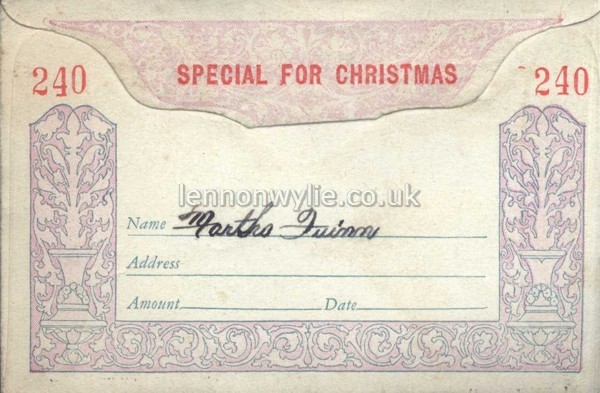 240 SPECIAL FOR CHRISTMAS 240
lennonwylie.co.uk
Name Martha Quinn
Address
Amount Date